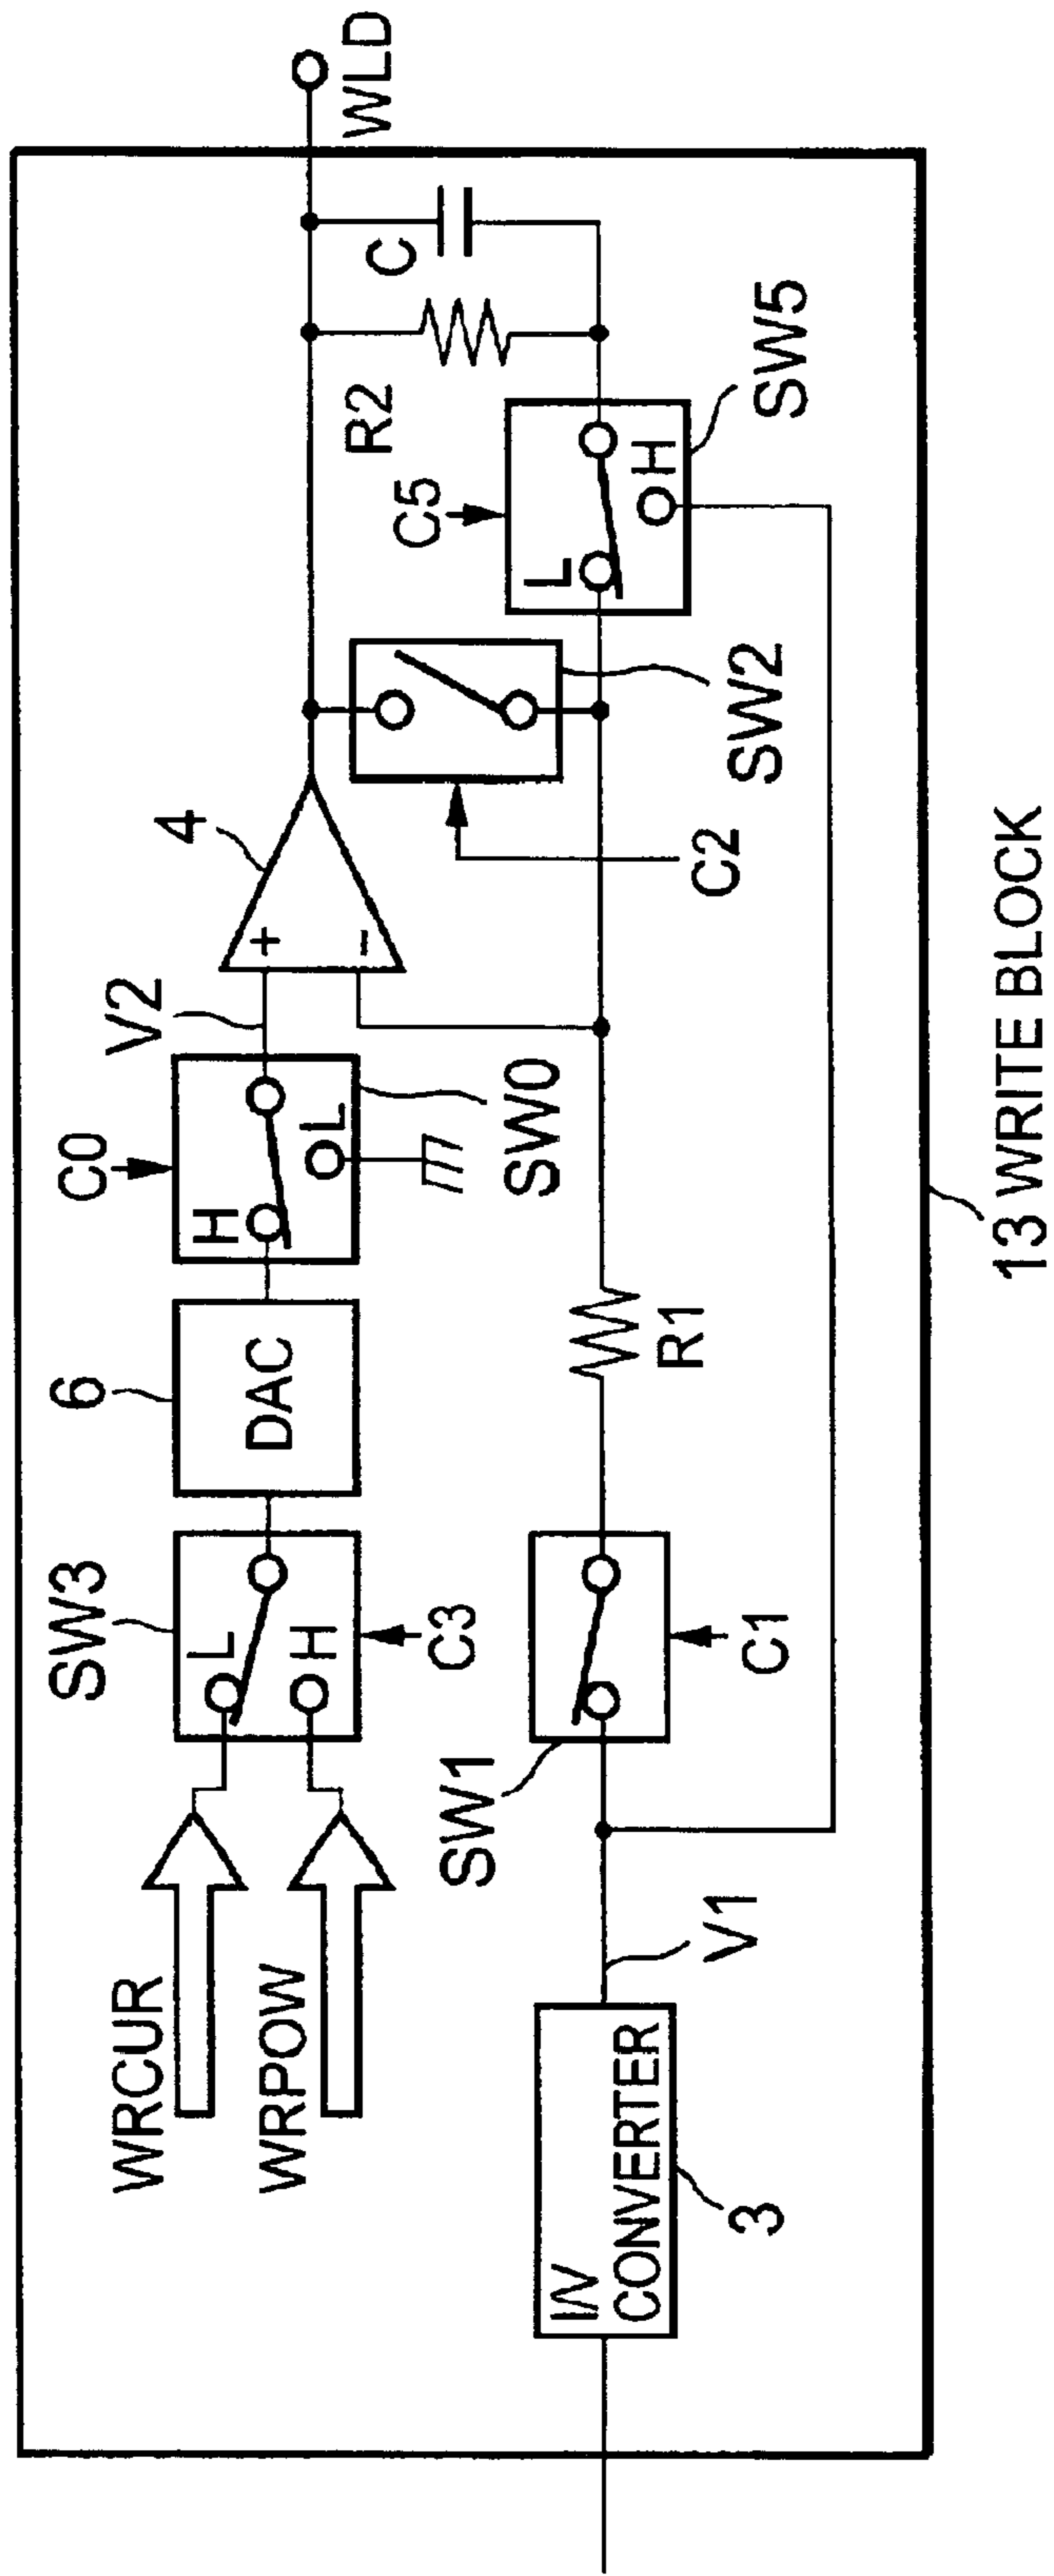 WRCUR
WRPOW
SW3
L
H
C3
6
DAC
C0
H
L
SW0
V2
4
+
−
WLD
C
R2
C5
L
H
SW5
SW2
C2
R1
SW1
C1
V1
I/V
CONVERTER
3
13 WRITE BLOCK